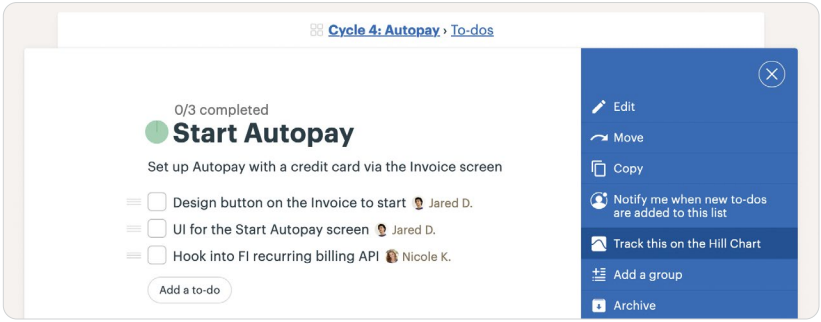 Cycle 4: Autopay › To-dos
0/3 completed
Start Autopay
Set up Autopay with a credit card via the Invoice screen
Design button on the Invoice to start Jared D.
UI for the Start Autopay screen Jared D.
Hook into FI recurring billing API Nicole K.
Add a to-do
Edit
Move
Copy
Notify me when new to-dos
are added to this list
Track this on the Hill Chart
Add a group
Archive